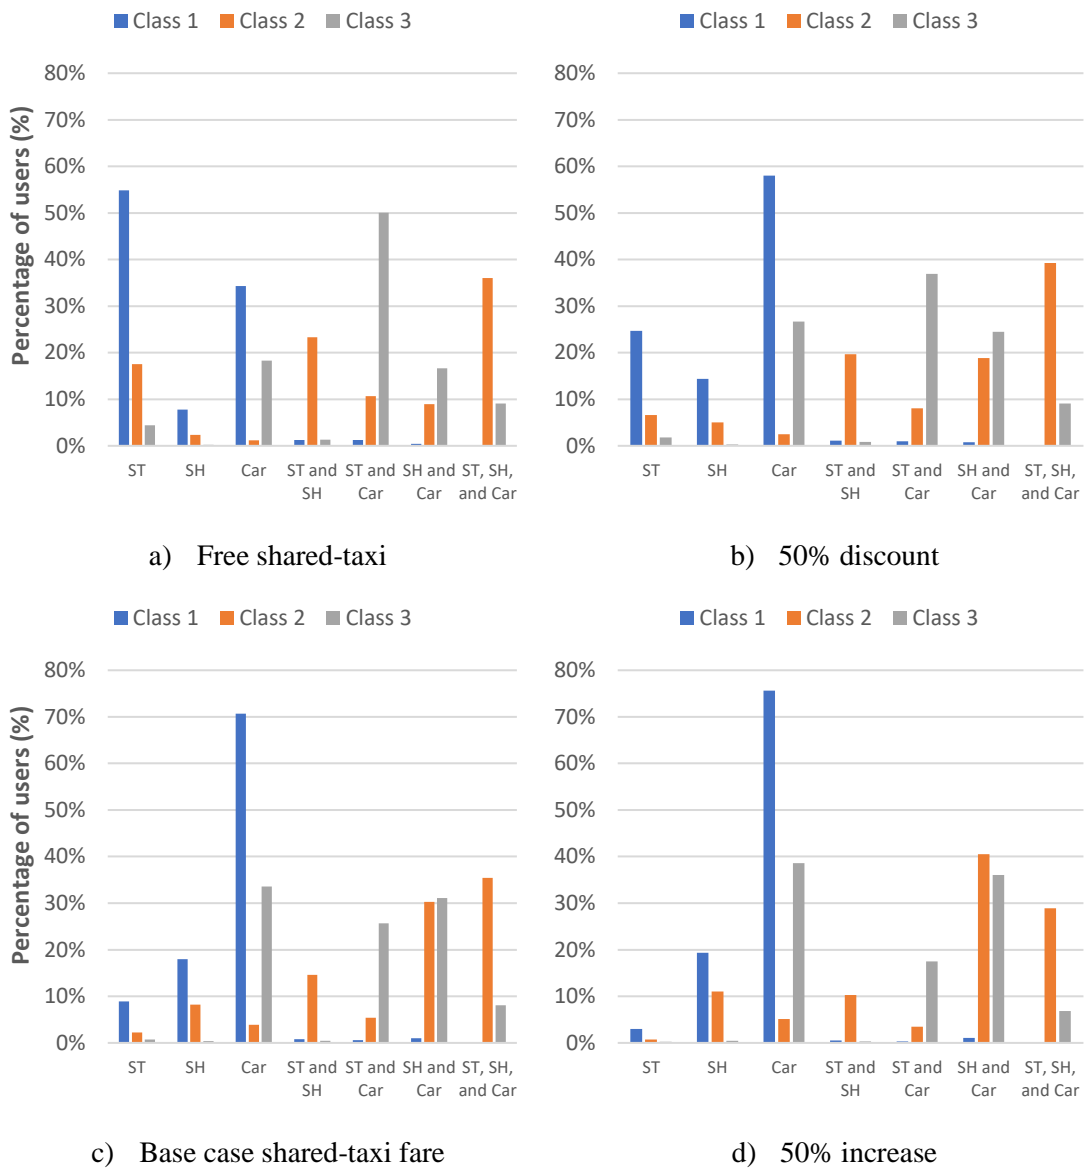 Class 1 Class 2 Class 3
Percentage of users (%)
80%
70%
60%
50%
40%
30%
20%
10%
0%
ST SH Car ST and SH ST and Car SH and Car ST, SH, and Car
a) Free shared-taxi
Class 1 Class 2 Class 3
80%
70%
60%
50%
40%
30%
20%
10%
0%
ST SH Car ST and SH ST and Car SH and Car ST, SH, and Car
b) 50% discount
Class 1 Class 2 Class 3
Percentage of users (%)
80%
70%
60%
50%
40%
30%
20%
10%
0%
ST SH Car ST and SH ST and Car SH and Car ST, SH, and Car
c) Base case shared-taxi fare
Class 1 Class 2 Class 3
80%
70%
60%
50%
40%
30%
20%
10%
0%
ST SH Car ST and SH ST and Car SH and Car ST, SH, and Car
d) 50% increase